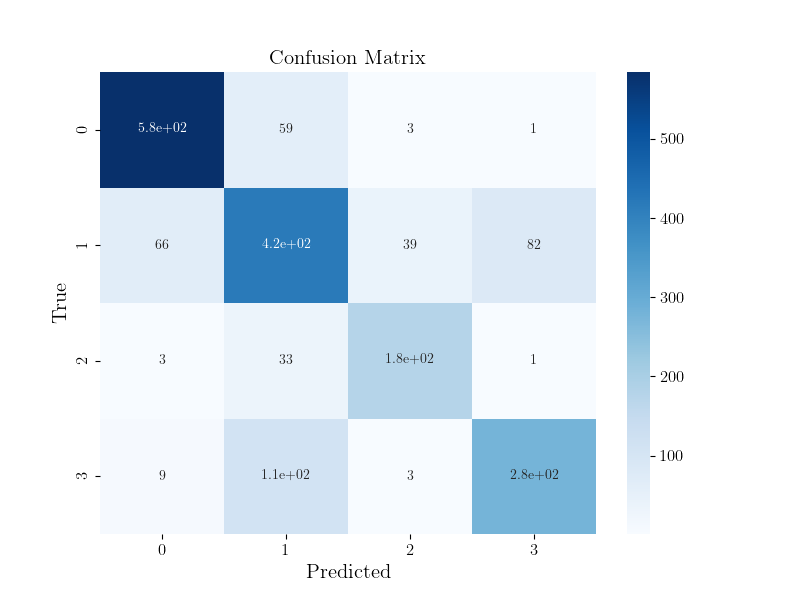 Confusion Matrix
0 5.8e+02 59 3 1
1 66 4.2e+02 39 82
2 3 33 1.8e+02 1
3 9 1.1e+02 3 2.8e+02
0 1 2 3
Predicted
True
500
400
300
200
100